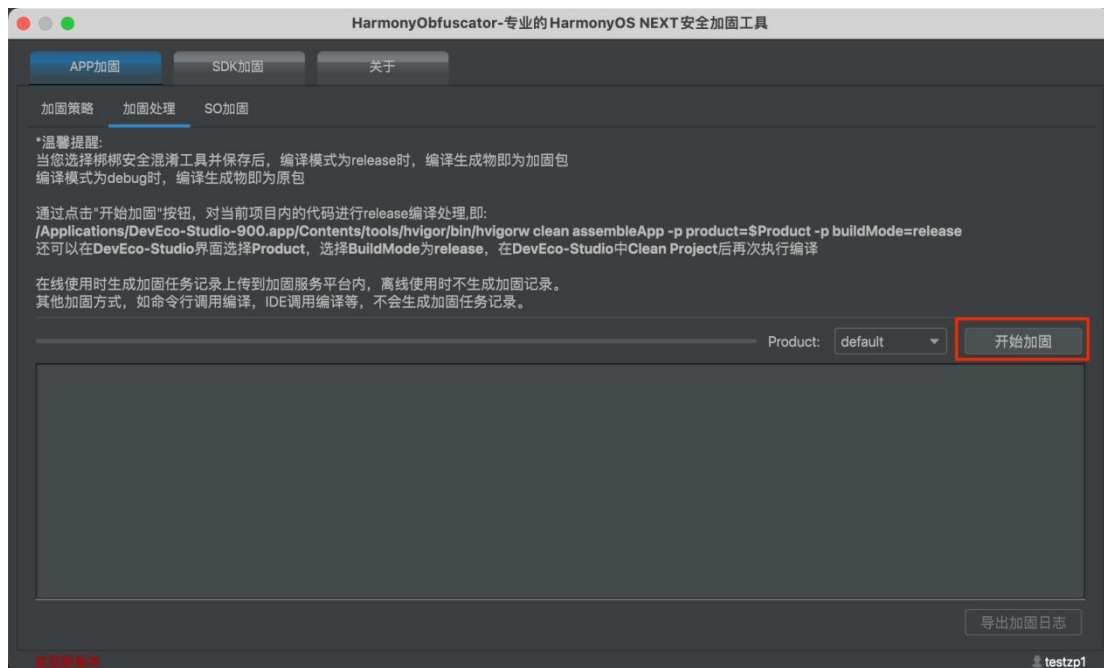 HarmonyObfuscator-专业的HarmonyOS NEXT安全加固工具
APP加固 SDK加固 关于
加固策略 加固处理 SO加固
*温馨提醒:
当您选择梆梆安全混淆工具并保存后，编译模式为release时，编译生成物即为加固包
编译模式为debug时，编译生成物即为原包
通过点击"开始加固"按钮，对当前项目内的代码进行release编译处理,即:
/Applications/DevEco-Studio-900.app/Contents/tools/hvigor/bin/hvigorw clean assembleApp -p product=$Product -p buildMode=release
还可以在DevEco-Studio界面选择Product，选择BuildMode为release，在DevEco-Studio中Clean Project后再次执行编译
在线使用时生成加固任务记录上传到加固服务平台内，离线使用时不生成加固记录。
其他加固方式，如命令行调用编译，IDE调用编译等，不会生成加固任务记录。
Product: default 开始加固
导出加固日志
testzp1